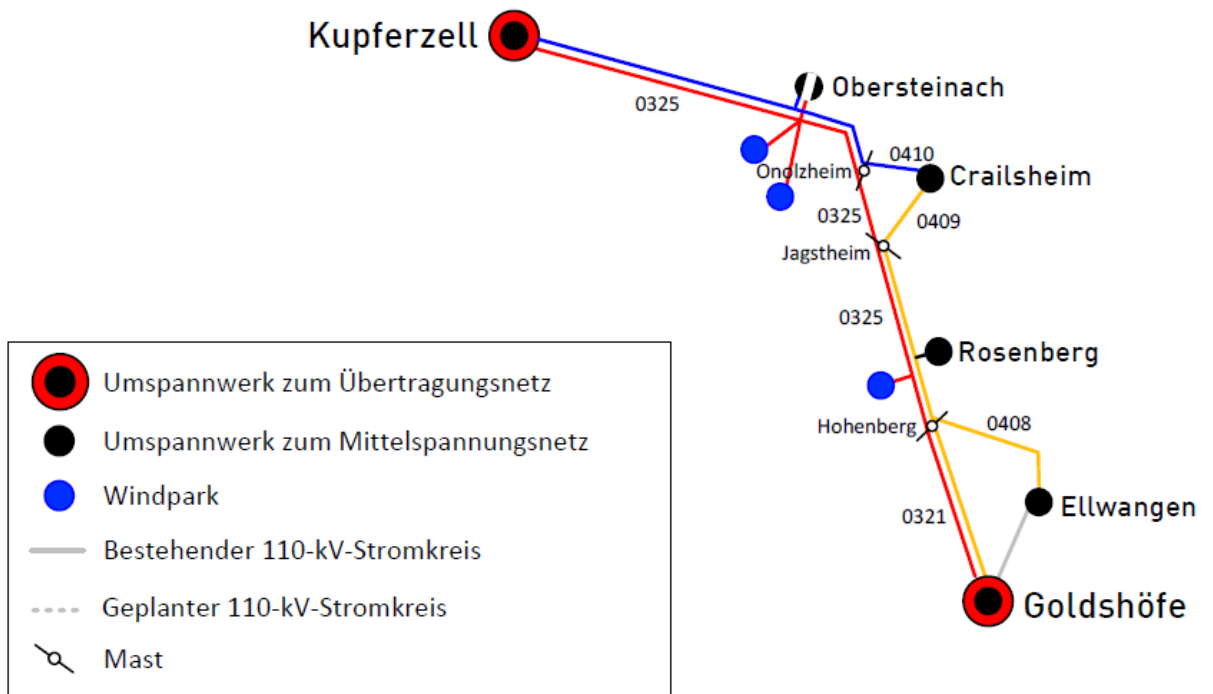 Kupferzell
Obersteinach
0325
Onolzheim
0410
Crailsheim
0325
0409
Jagstheim
0325
Rosenberg
Hohenberg
0408
0321
Ellwangen
Goldshöfe
Umspannwerk zum Übertragungsnetz
Umspannwerk zum Mittelspannungsnetz
Windpark
Bestehender 110-kV-Stromkreis
Geplanter 110-kV-Stromkreis
Mast